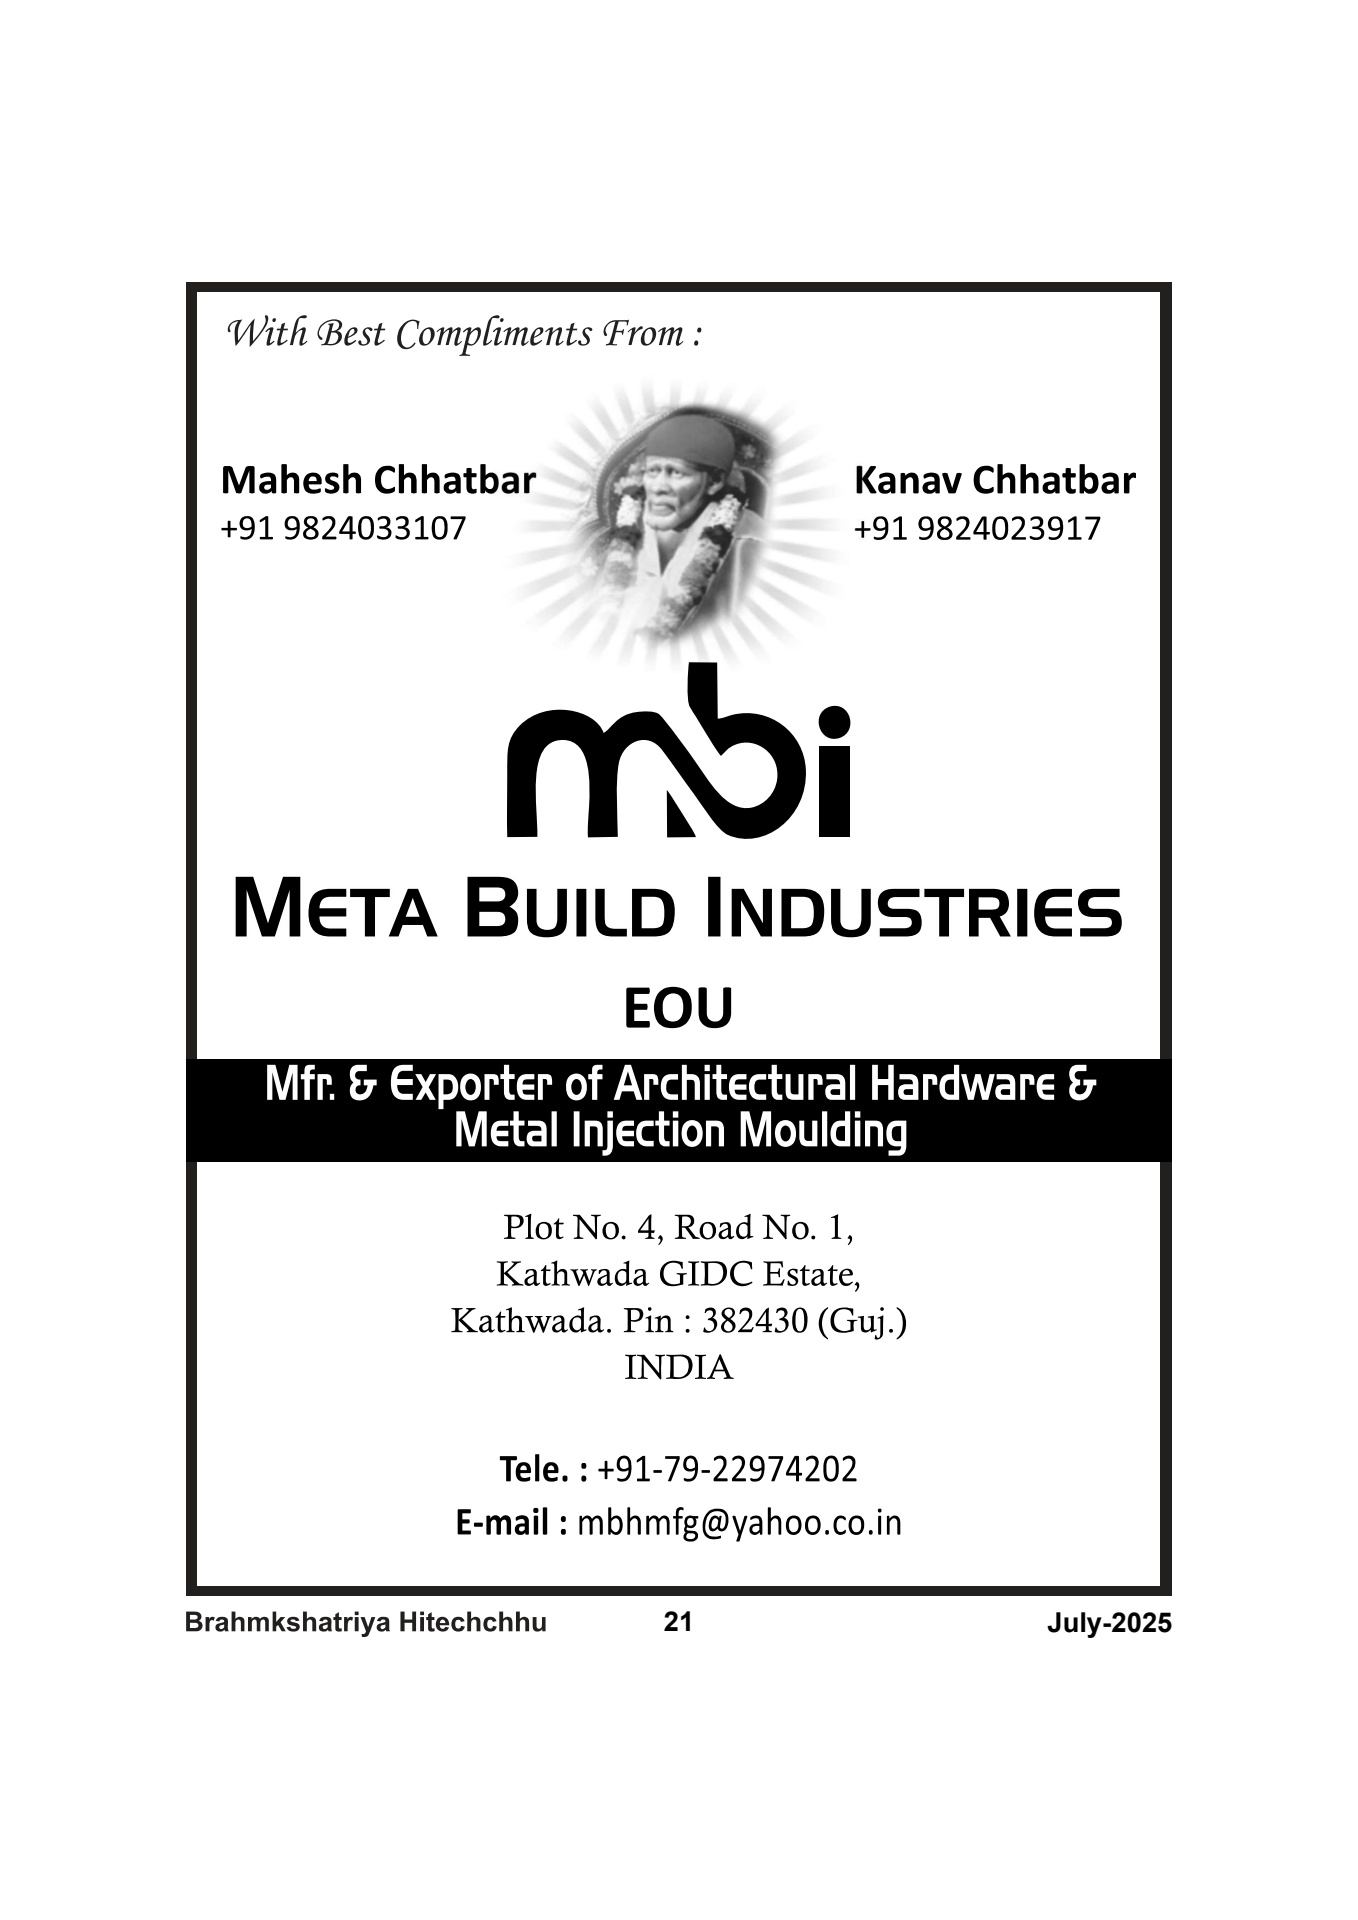 With Best Compliments From :
Mahesh Chhatbar
+91 9824033107
Kanav Chhatbar
+91 9824023917
mbi
META BUILD INDUSTRIES
EOU
Mfr. & Exporter of Architectural Hardware &
Metal Injection Moulding
Plot No. 4, Road No. 1,
Kathwada GIDC Estate,
Kathwada. Pin : 382430 (Guj.)
INDIA
Tele. : +91-79-22974202
E-mail : mbhmfg@yahoo.co.in
Brahmkshatriya Hitechchhu 21 July-2025